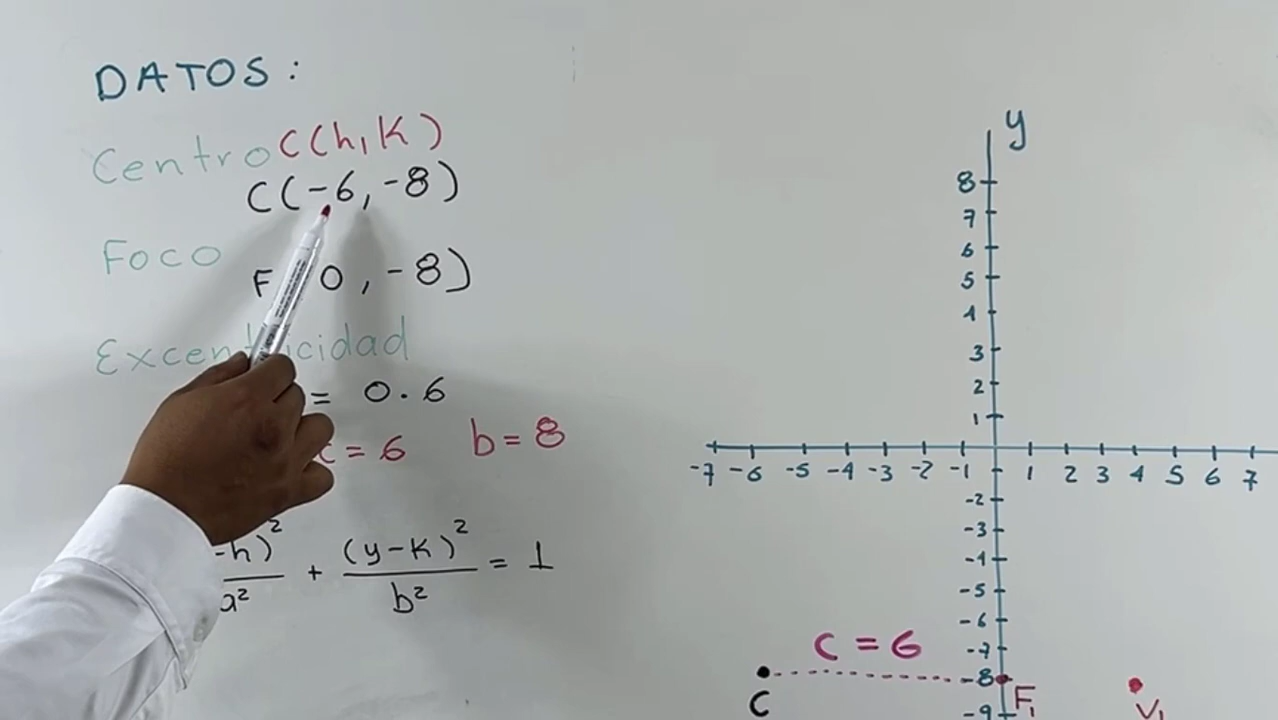 DATOS:
Centro C(h,K)
C(-6,-8)
Foco
F 0,-8)
Excent icidad
= 0.6
c=6 b=8
-h)²
a²
+
(y-K)²
b²
= 1
y
8
7
6
5
4
3
2
1
-7 -6 -5 -4 -3 -2 -1 1 2 3 4 5 6 7
-2
-3
-4
-5
-6
-7
-8
-9
C = 6
C
F₁
V₁